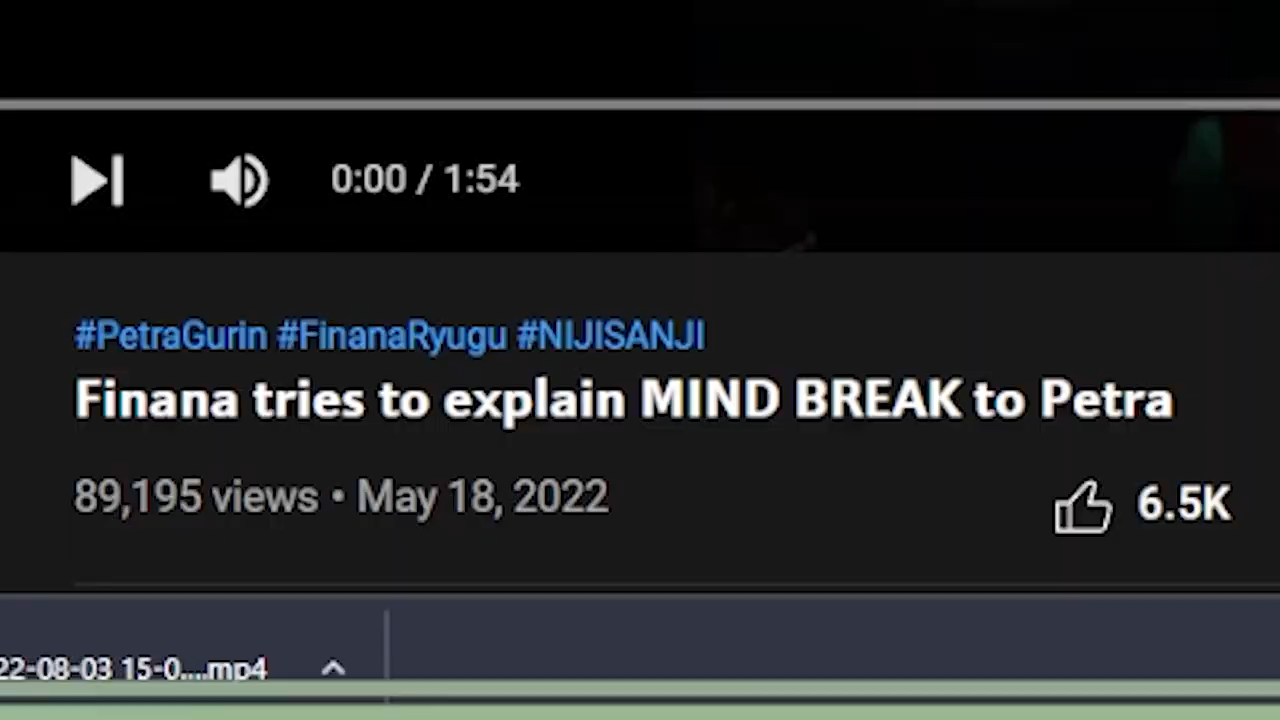 0:00 / 1:54
#PetraGurin #FinanaRyugu #NIJISANJI
Finana tries to explain MIND BREAK to Petra
89,195 views • May 18, 2022
6.5K
22-08-03 15-0....mp4